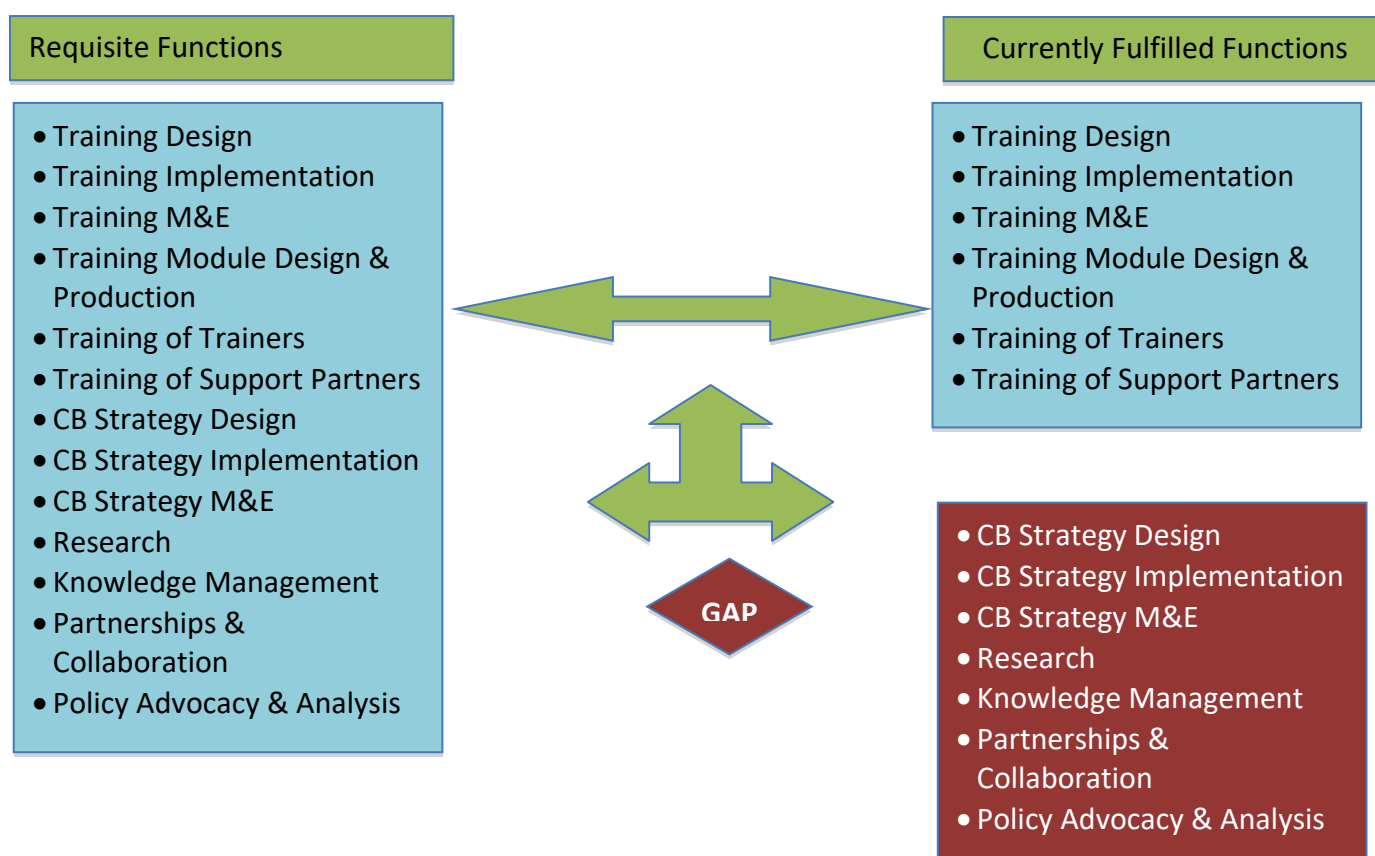 Requisite Functions
Currently Fulfilled Functions
• Training Design
• Training Implementation
• Training M&E
• Training Module Design &
Production
• Training of Trainers
• Training of Support Partners
• CB Strategy Design
• CB Strategy Implementation
• CB Strategy M&E
• Research
• Knowledge Management
• Partnerships &
Collaboration
• Policy Advocacy & Analysis
• Training Design
• Training Implementation
• Training M&E
• Training Module Design &
Production
• Training of Trainers
• Training of Support Partners
GAP
• CB Strategy Design
• CB Strategy Implementation
• CB Strategy M&E
• Research
• Knowledge Management
• Partnerships &
Collaboration
• Policy Advocacy & Analysis